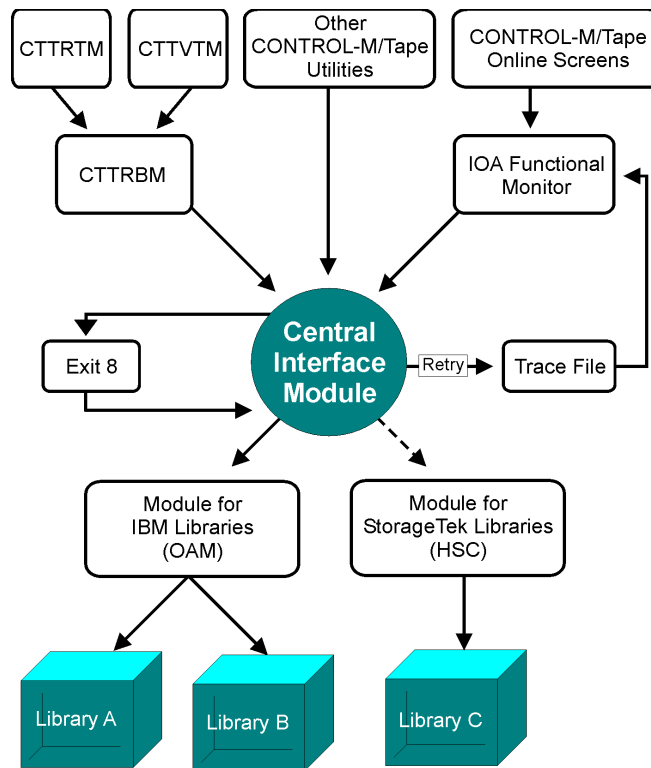 CTTRTM
CTTVTM
Other
CONTROL-M/Tape
Utilities
CONTROL-M/Tape
Online Screens
CTTRBM
IOA Functional
Monitor
Central
Interface
Module
Exit 8
Retry
Trace File
Module for
IBM Libraries
(OAM)
Module for
StorageTek Libraries
(HSC)
Library A
Library B
Library C